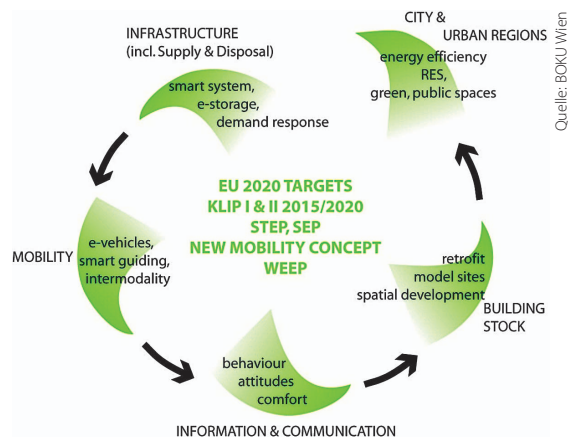 INFRASTRUCTURE
(incl. Supply & Disposal)
smart system,
e-storage,
demand response
CITY &
URBAN REGIONS
energy efficiency
RES,
green, public spaces
Quelle: BOKU Wien
EU 2020 TARGETS
KLIP I & II 2015/2020
STEP, SEP
NEW MOBILITY CONCEPT
WEEP
MOBILITY
e-vehicles,
smart guiding,
intermodality
retrofit
model sites
spatial development
BUILDING
STOCK
behaviour
attitudes
comfort
INFORMATION & COMMUNICATION